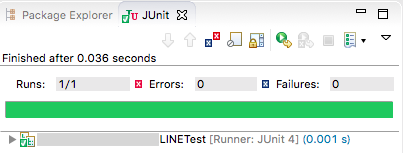 Package Explorer JUnit
Finished after 0.036 seconds
Runs: 1/1 Errors: 0 Failures: 0
LINETest [Runner: JUnit 4] (0.001 s)